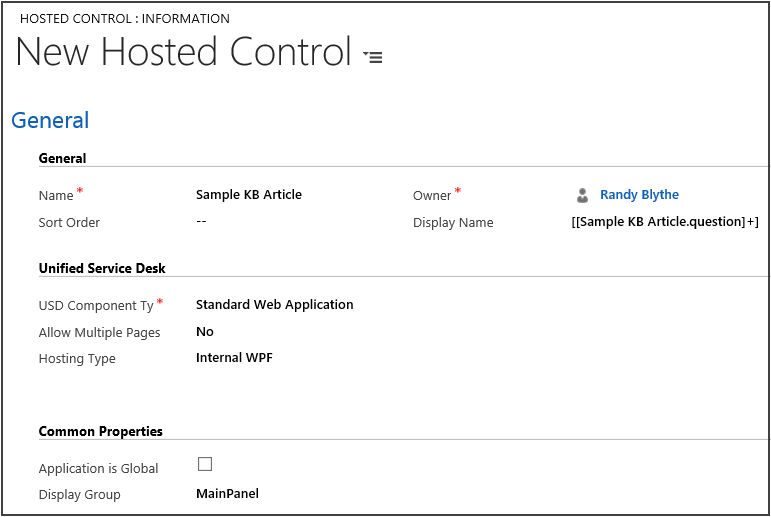 HOSTED CONTROL : INFORMATION
New Hosted Control
General
General
Name * Sample KB Article Owner * Randy Blythe
Sort Order -- Display Name [[Sample KB Article.question]+]
Unified Service Desk
USD Component Ty * Standard Web Application
Allow Multiple Pages No
Hosting Type Internal WPF
Common Properties
Application is Global
Display Group MainPanel